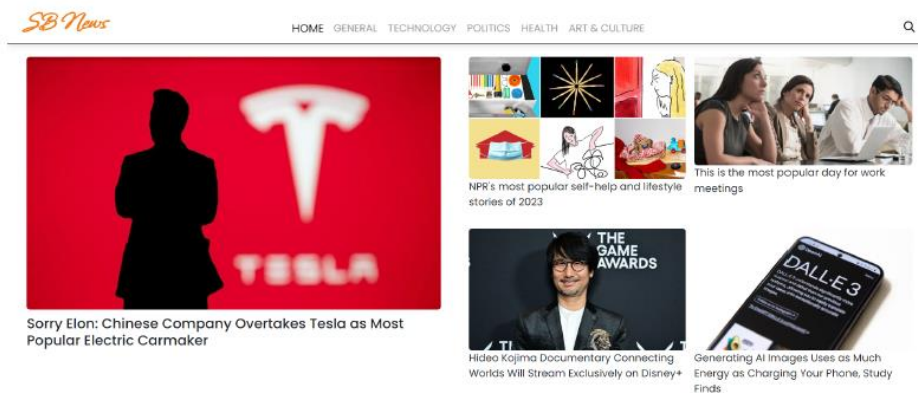 SB News
HOME GENERAL TECHNOLOGY POLITICS HEALTH ART & CULTURE
TESLA
Sorry Elon: Chinese Company Overtakes Tesla as Most
Popular Electric Carmaker
NPR's most popular self-help and lifestyle
stories of 2023
This is the most popular day for work
meetings
THE
GAME
AWARDS
Hidea Kojima Documentary Connecting
Worlds Will Stream Exclusively on Disney+
DALL·E 3
Generating AI Images Uses as Much
Energy as Charging Your Phone, Study
Finds